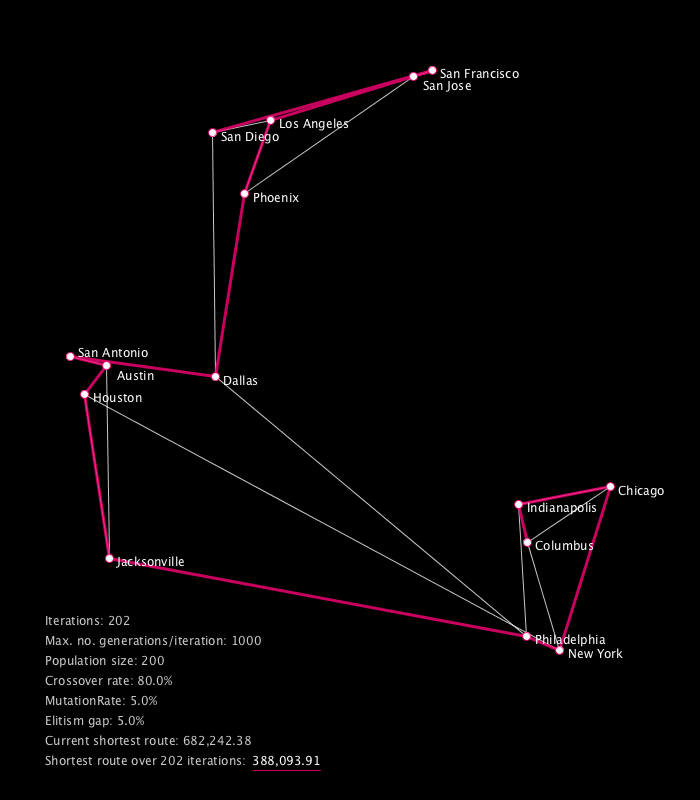 San Francisco
San Jose
Los Angeles
San Diego
Phoenix
San Antonio
Austin
Dallas
Houston
Chicago
Indianapolis
Columbus
Jacksonville
Philadelphia
New York
Iterations: 202
Max. no. generations/iteration: 1000
Population size: 200
Crossover rate: 80.0%
MutationRate: 5.0%
Elitism gap: 5.0%
Current shortest route: 682,242.38
Shortest route over 202 iterations: 388,093.91